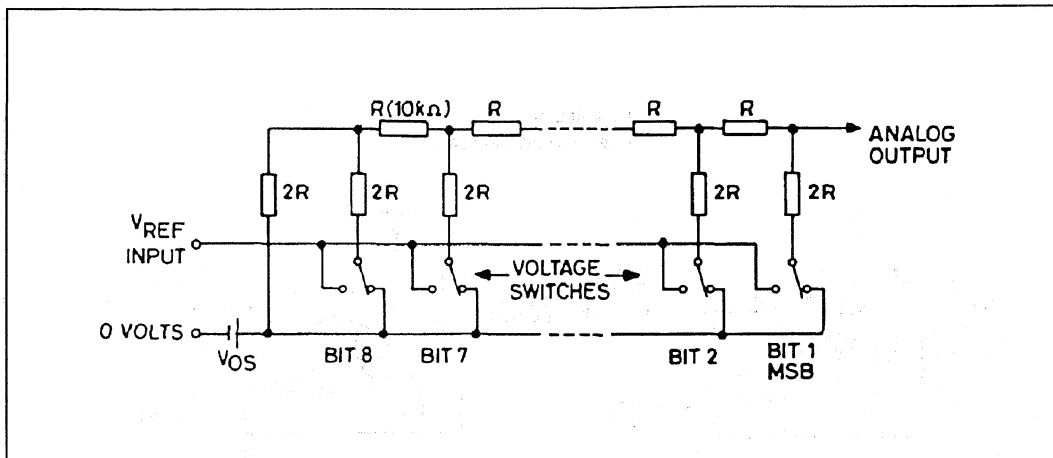 R(10kΩ) R R R
ANALOG
OUTPUT
2R 2R 2R 2R 2R
VREF
INPUT
VOLTAGE
SWITCHES
0 VOLTS
VOS
BIT 8 BIT 7 BIT 2 BIT 1
MSB